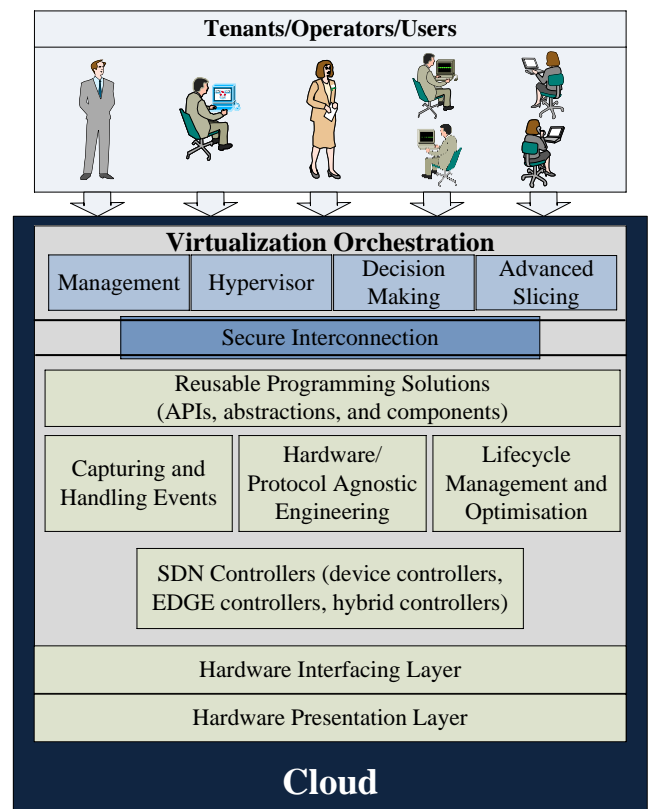 Tenants/Operators/Users
Virtualization Orchestration
Management
Hypervisor
Decision
Making
Advanced
Slicing
Secure Interconnection
Reusable Programming Solutions
(APIs, abstractions, and components)
Capturing and
Handling Events
Hardware/
Protocol Agnostic
Engineering
Lifecycle
Management and
Optimisation
SDN Controllers (device controllers,
EDGE controllers, hybrid controllers)
Hardware Interfacing Layer
Hardware Presentation Layer
Cloud